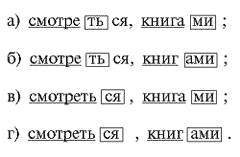 а) смотре ть ся, книга ми ;
б) смотре ть ся, книг ами ;
в) смотреть ся , книга ми ;
г) смотреть ся , книг ами .